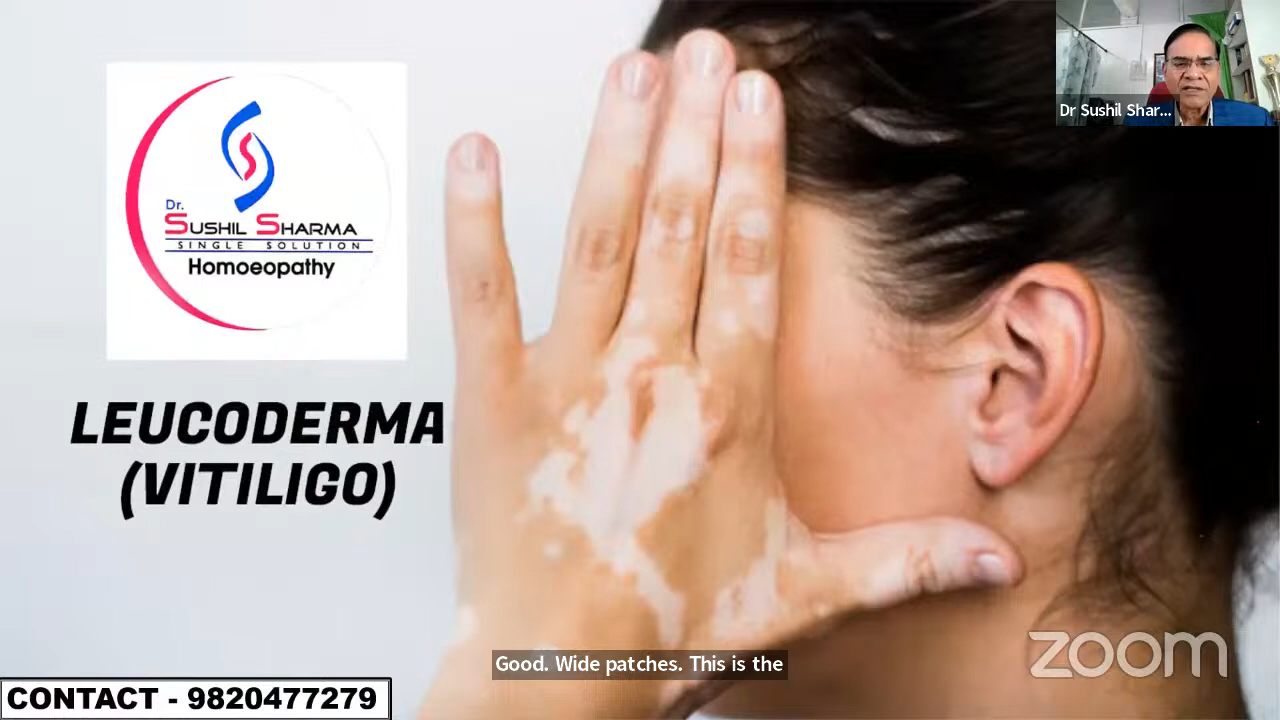 Dr.
SUSHIL SHARMA
SINGLE SOLUTION
Homoeopathy
Dr Sushil Shar...
LEUCODERMA
(VITILIGO)
Good. Wide patches. This is the
zoom
CONTACT - 9820477279